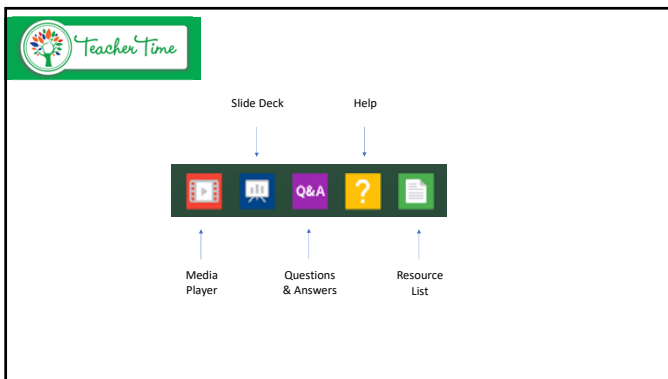 Teacher Time
Slide Deck
Help
Q&A
?
Media
Player
Questions
& Answers
Resource
List